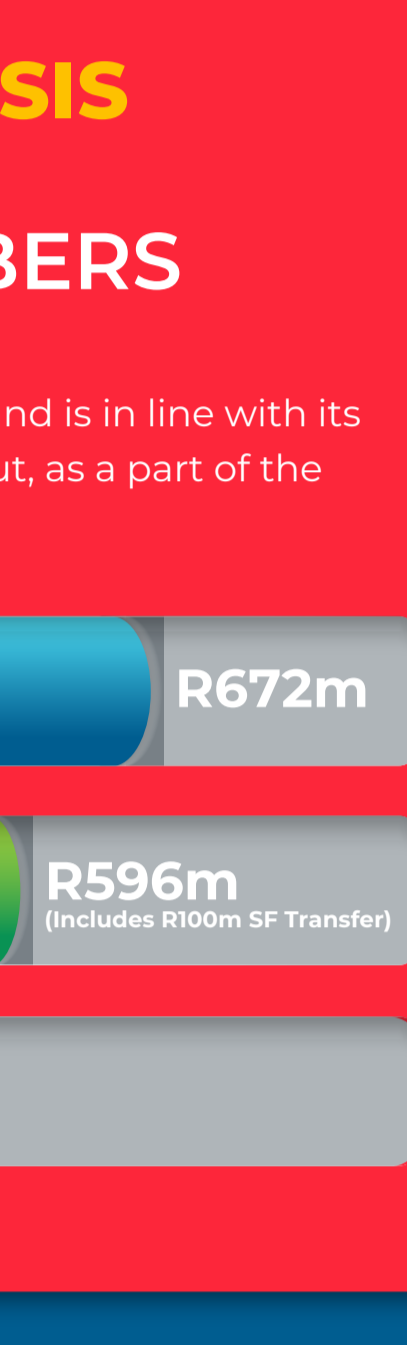 SIS
BERS
nd is in line with its
ut, as a part of the
R672m
R596m
(Includes R100m SF Transfer)